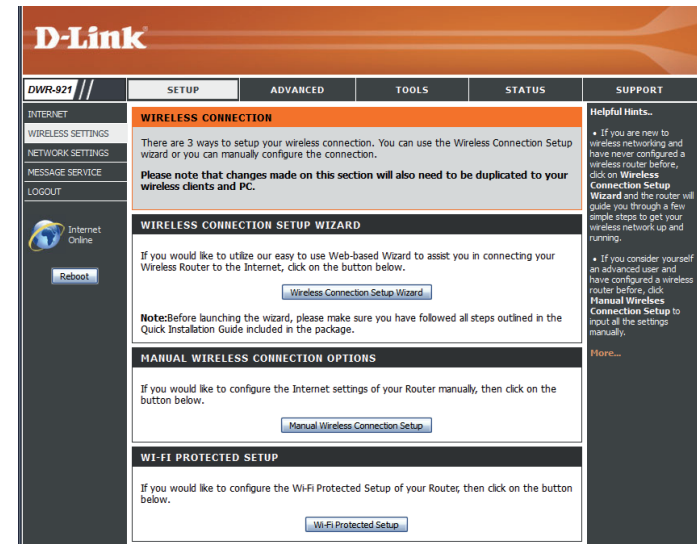 D-Link
DWR-921
SETUP
ADVANCED
TOOLS
STATUS
SUPPORT
INTERNET
WIRELESS SETTINGS
NETWORK SETTINGS
MESSAGE SERVICE
LOGOUT
Internet
Online
Reboot
WIRELESS CONNECTION
There are 3 ways to setup your wireless connection. You can use the Wireless Connection Setup
wizard or you can manually configure the connection.
Please note that changes made on this section will also need to be duplicated to your
wireless clients and PC.
WIRELESS CONNECTION SETUP WIZARD
If you would like to utilize our easy to use Web-based Wizard to assist you in connecting your
Wireless Router to the Internet, click on the button below.
Wireless Connection Setup Wizard
Note:Before launching the wizard, please make sure you have followed all steps outlined in the
Quick Installation Guide included in the package.
MANUAL WIRELESS CONNECTION OPTIONS
If you would like to configure the Internet settings of your Router manually, then click on the
button below.
Manual Wireless Connection Setup
WI-FI PROTECTED SETUP
If you would like to configure the Wi-Fi Protected Setup of your Router, then click on the button
below.
Wi-Fi Protected Setup
Helpful Hints..
• If you are new to
wireless networking and
have never configured a
wireless router before,
click on Wireless
Connection Setup
Wizard and the router will
guide you through a few
simple steps to get your
wireless network up and
running.
• If you consider yourself
an advanced user and
have configured a wireless
router before, click
Manual Wirelses
Connection Setup to
input all the settings
manually.
More...